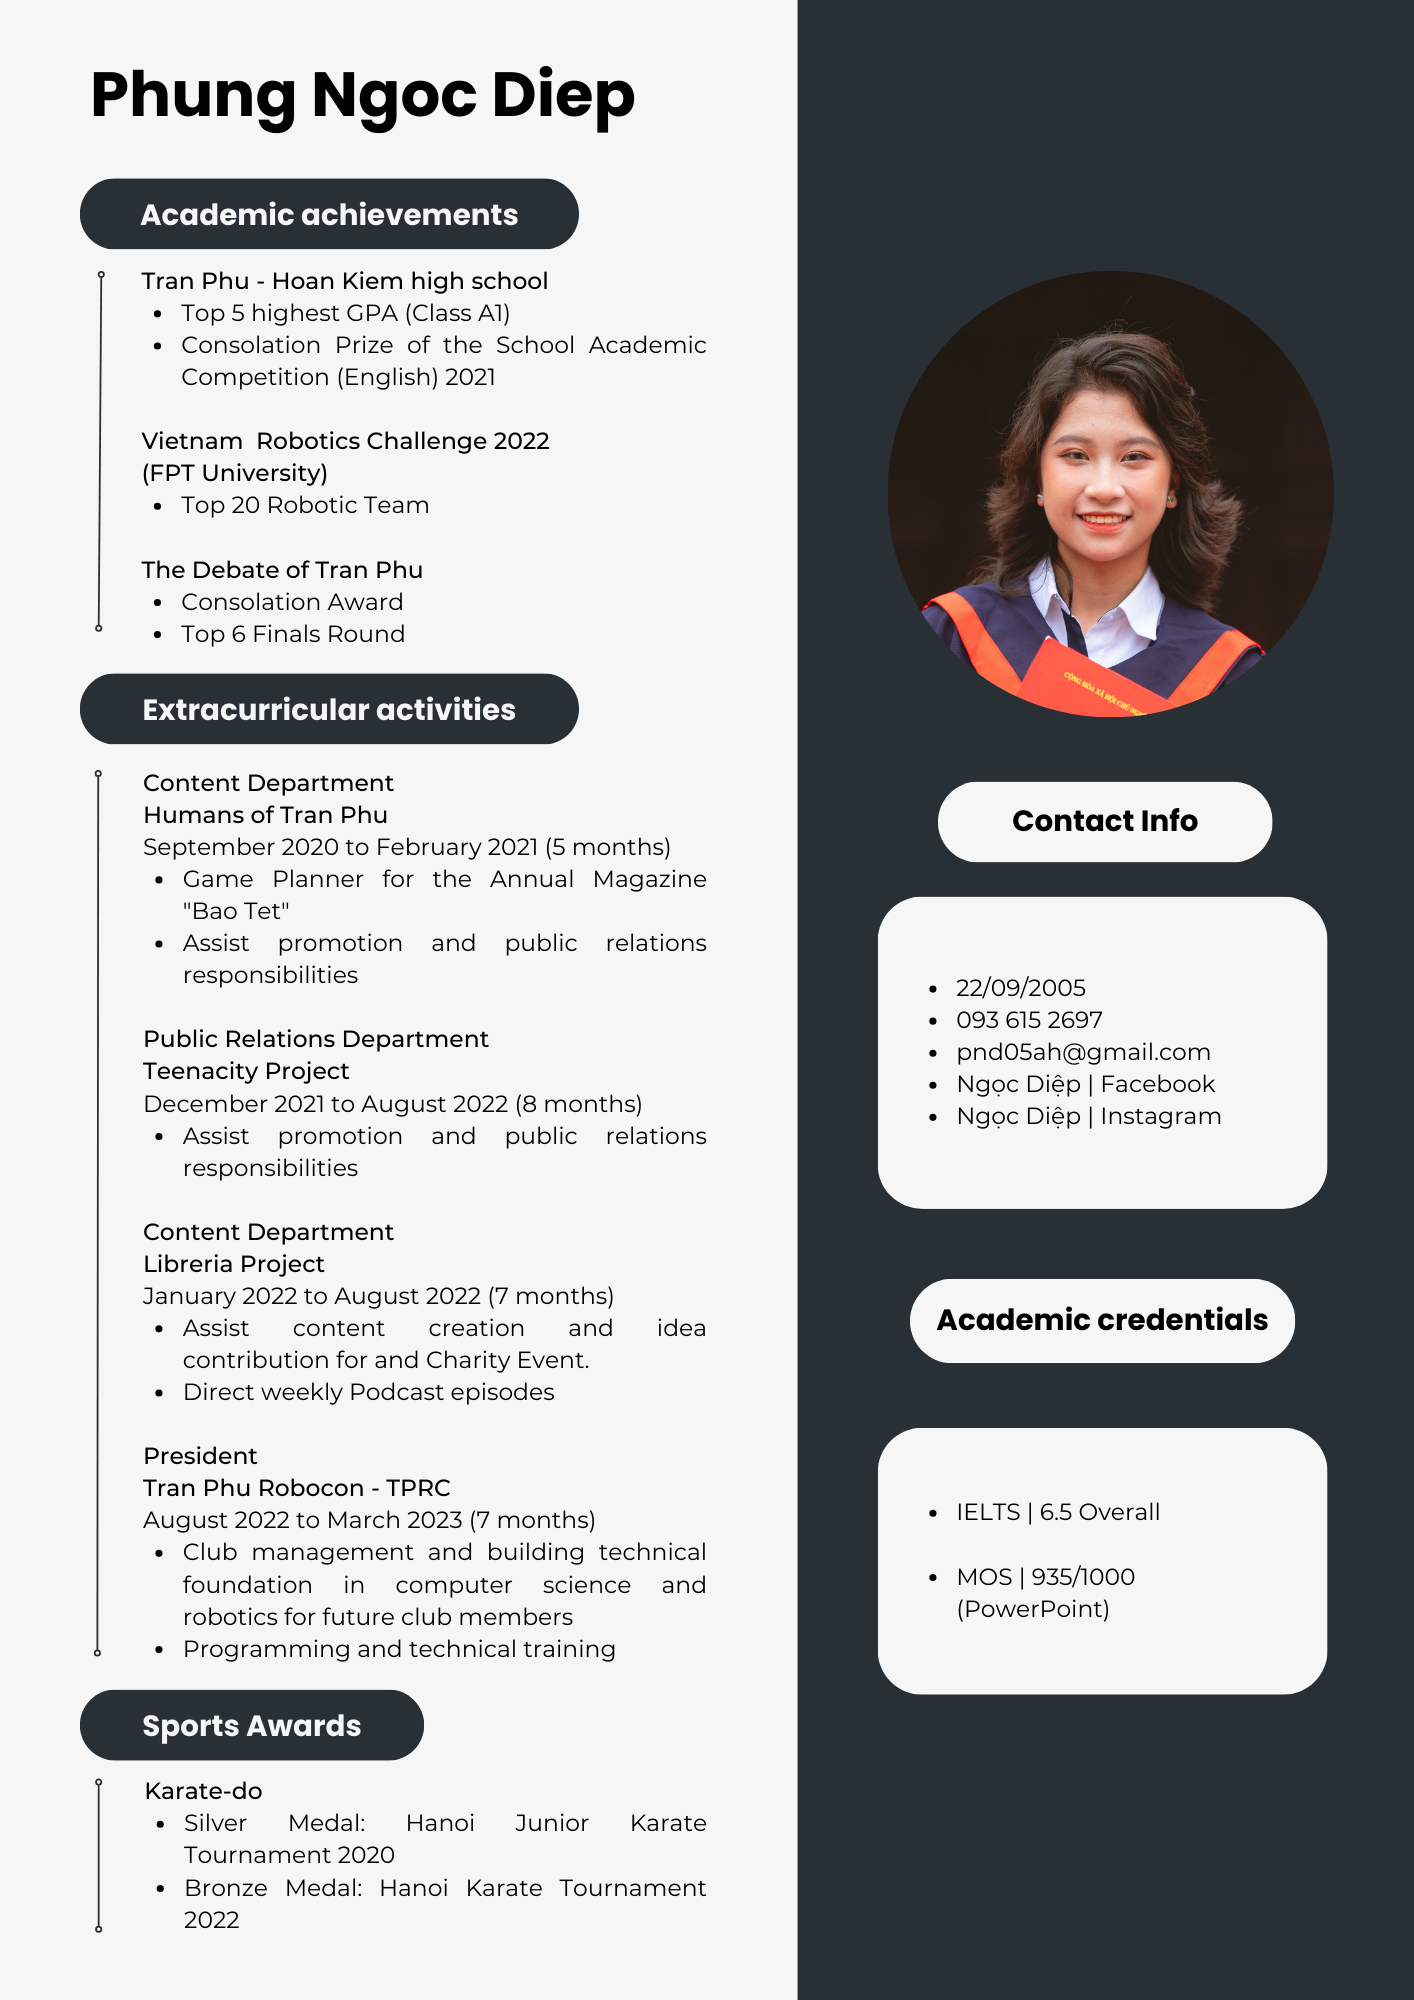 Phung Ngoc Diep
Academic achievements
Tran Phu - Hoan Kiem high school
• Top 5 highest GPA (Class A1)
• Consolation Prize of the School Academic
Competition (English) 2021
Vietnam Robotics Challenge 2022
(FPT University)
• Top 20 Robotic Team
The Debate of Tran Phu
• Consolation Award
• Top 6 Finals Round
Extracurricular activities
Content Department
Humans of Tran Phu
September 2020 to February 2021 (5 months)
• Game Planner for the Annual Magazine
"Bao Tet"
• Assist promotion and public relations
responsibilities
Public Relations Department
Teenacity Project
December 2021 to August 2022 (8 months)
• Assist promotion and public relations
responsibilities
Content Department
Libreria Project
January 2022 to August 2022 (7 months)
• Assist content creation and idea
contribution for and Charity Event.
• Direct weekly Podcast episodes
President
Tran Phu Robocon - TPRC
August 2022 to March 2023 (7 months)
• Club management and building technical
foundation in computer science and
robotics for future club members
• Programming and technical training
Sports Awards
Karate-do
• Silver Medal: Hanoi Junior Karate
Tournament 2020
• Bronze Medal: Hanoi Karate Tournament
2022
CỘNG HÒA XÃ HỘI CHỦ
Contact Info
• 22/09/2005
• 093 615 2697
• pnd05ah@gmail.com
• Ngọc Diệp | Facebook
• Ngọc Diệp | Instagram
Academic credentials
• IELTS | 6.5 Overall
• MOS | 935/1000
(PowerPoint)